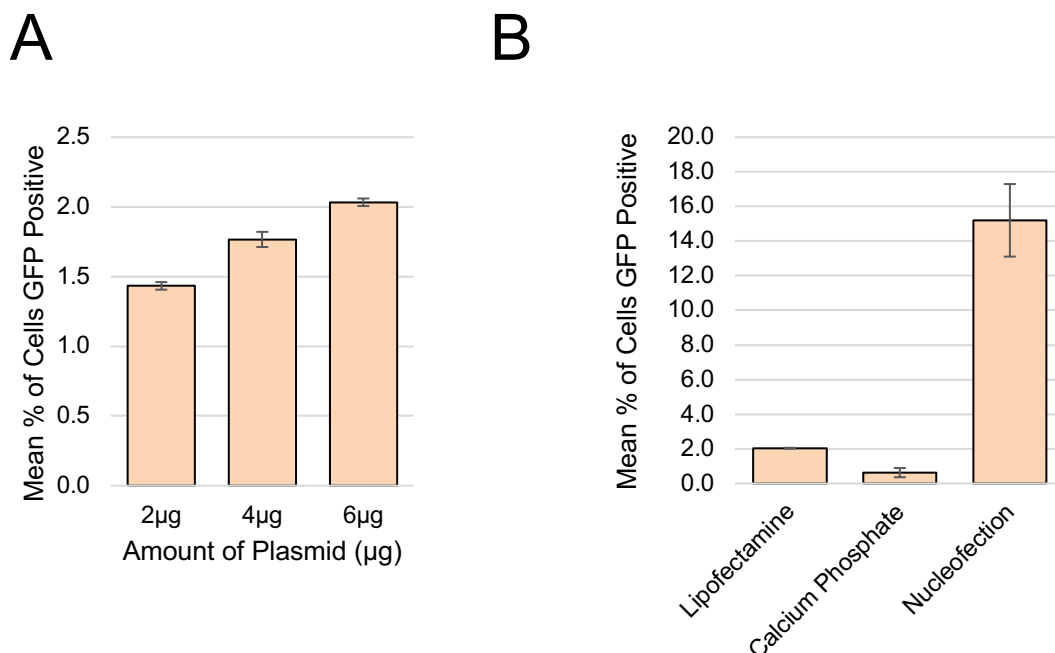 A
Mean % of Cells GFP Positive
2.5
2.0
1.5
1.0
0.5
0.0
2µg 4µg 6µg
Amount of Plasmid (µg)
B
Mean % of Cells GFP Positive
20.0
18.0
16.0
14.0
12.0
10.0
8.0
6.0
4.0
2.0
0.0
Lipofectamine
Calcium Phosphate
Nucleofection